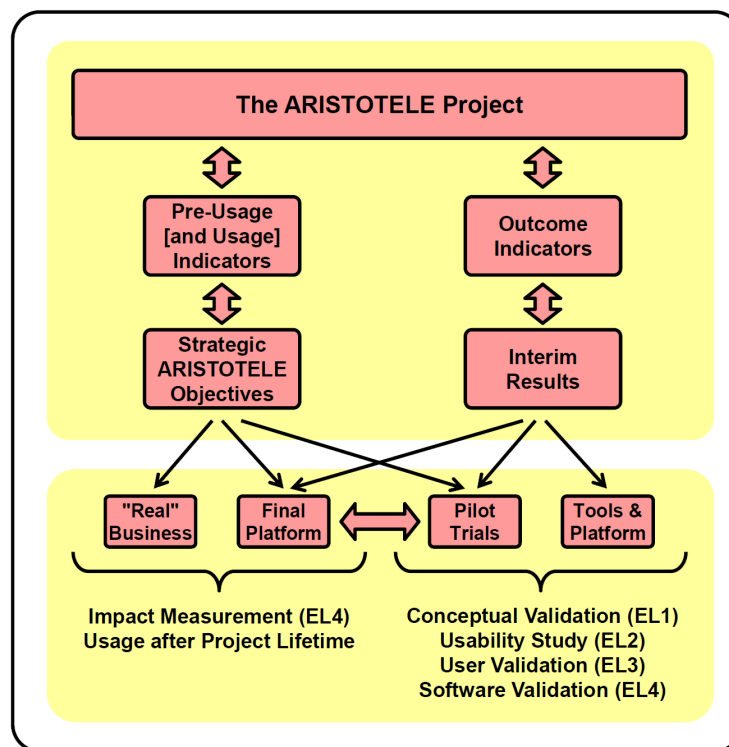 The ARISTOTELE Project
Pre-Usage
[and Usage]
Indicators
Outcome
Indicators
Strategic
ARISTOTELE
Objectives
Interim
Results
"Real"
Business
Final
Platform
Pilot
Trials
Tools &
Platform
Impact Measurement (EL4)
Usage after Project Lifetime
Conceptual Validation (EL1)
Usability Study (EL2)
User Validation (EL3)
Software Validation (EL4)